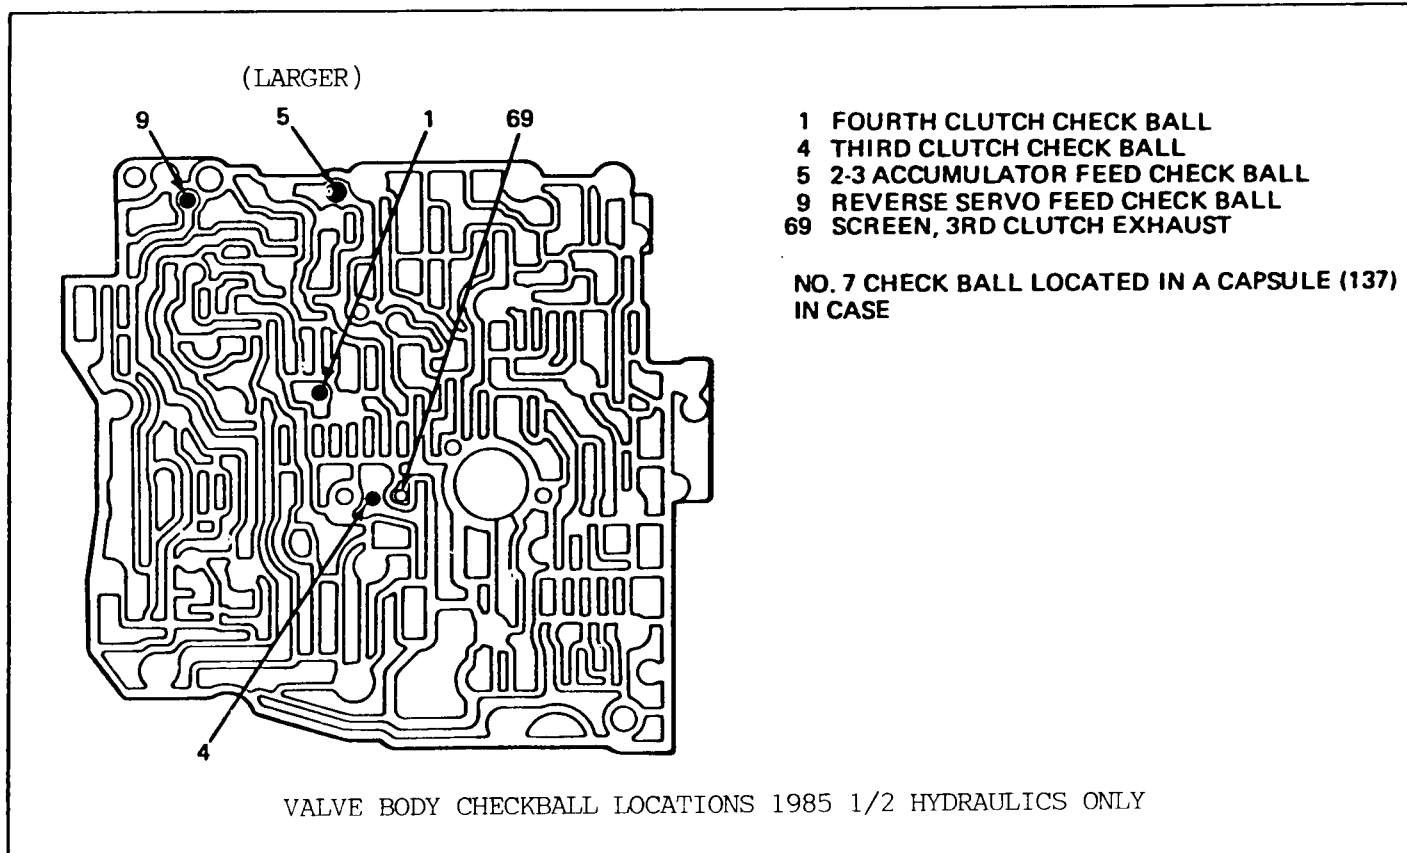 (LARGER)
9 5 1 69
4
1 FOURTH CLUTCH CHECK BALL
4 THIRD CLUTCH CHECK BALL
5 2-3 ACCUMULATOR FEED CHECK BALL
9 REVERSE SERVO FEED CHECK BALL
69 SCREEN, 3RD CLUTCH EXHAUST
NO. 7 CHECK BALL LOCATED IN A CAPSULE (137)
IN CASE
VALVE BODY CHECKBALL LOCATIONS 1985 1/2 HYDRAULICS ONLY